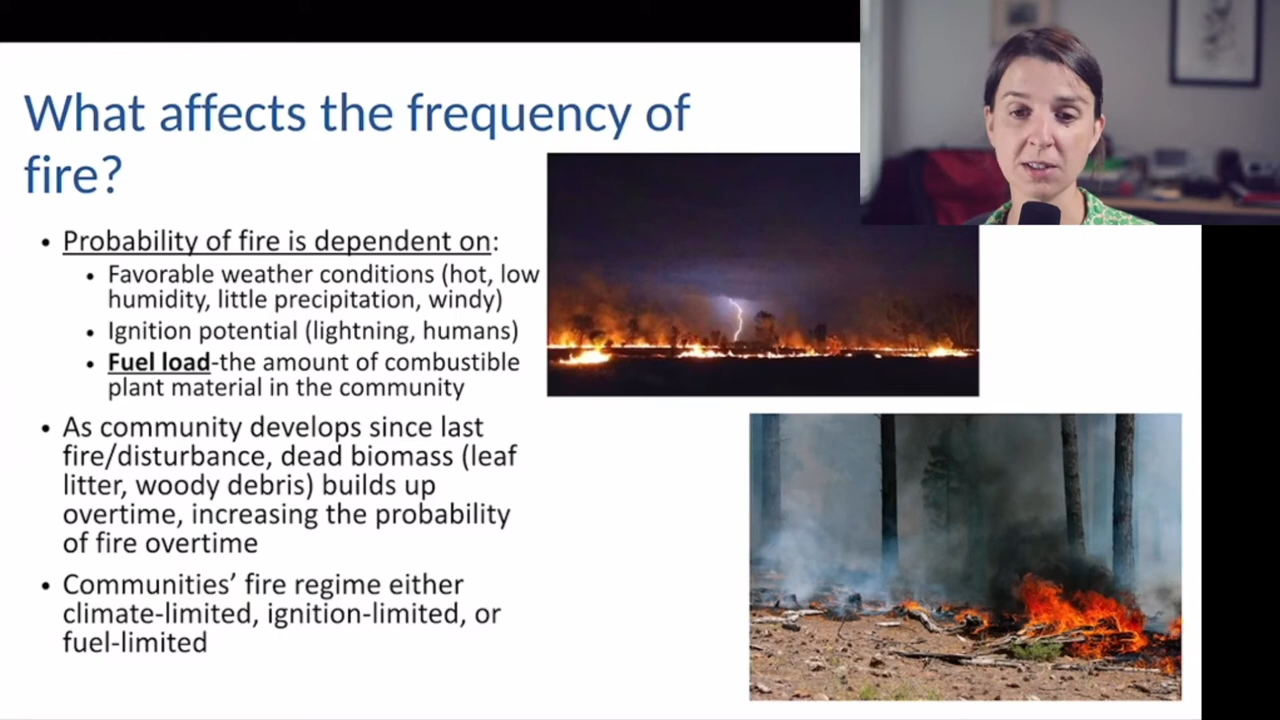 What affects the frequency of
fire?
• Probability of fire is dependent on:
• Favorable weather conditions (hot, low
humidity, little precipitation, windy)
• Ignition potential (lightning, humans)
• Fuel load-the amount of combustible
plant material in the community
• As community develops since last
fire/disturbance, dead biomass (leaf
litter, woody debris) builds up
overtime, increasing the probability
of fire overtime
• Communities’ fire regime either
climate-limited, ignition-limited, or
fuel-limited